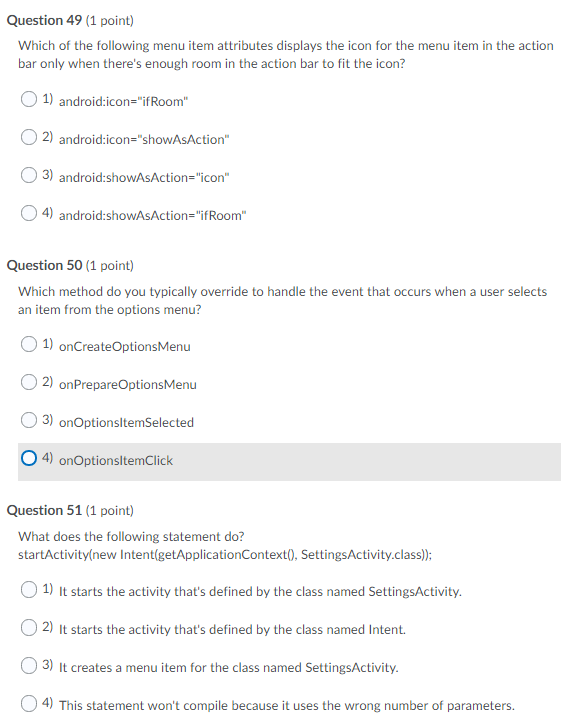 Question 49 (1 point)
Which of the following menu item attributes displays the icon for the menu item in the action
bar only when there's enough room in the action bar to fit the icon?
1) android:icon="ifRoom"
2) android:icon="showAsAction"
3) android:showAsAction="icon"
4) android:showAsAction="ifRoom"
Question 50 (1 point)
Which method do you typically override to handle the event that occurs when a user selects
an item from the options menu?
1) onCreateOptionsMenu
2) onPrepareOptionsMenu
3) onOptionsItemSelected
4) onOptionsItemClick
Question 51 (1 point)
What does the following statement do?
startActivity(new Intent(getApplicationContext(), SettingsActivity.class));
1) It starts the activity that's defined by the class named SettingsActivity.
2) It starts the activity that's defined by the class named Intent.
3) It creates a menu item for the class named SettingsActivity.
4) This statement won't compile because it uses the wrong number of parameters.